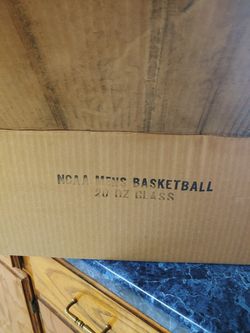 NCAA MENS BASKETBALL
20 OZ GLASS